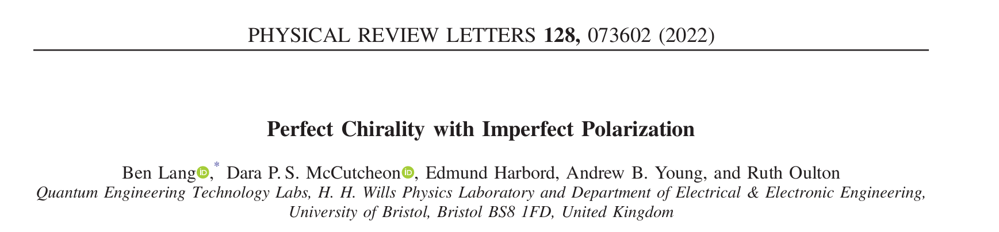 PHYSICAL REVIEW LETTERS 128, 073602 (2022)
Perfect Chirality with Imperfect Polarization
Ben Lang iD,* Dara P. S. McCutcheon iD, Edmund Harbord, Andrew B. Young, and Ruth Oulton
Quantum Engineering Technology Labs, H. H. Wills Physics Laboratory and Department of Electrical & Electronic Engineering,
University of Bristol, Bristol BS8 1FD, United Kingdom